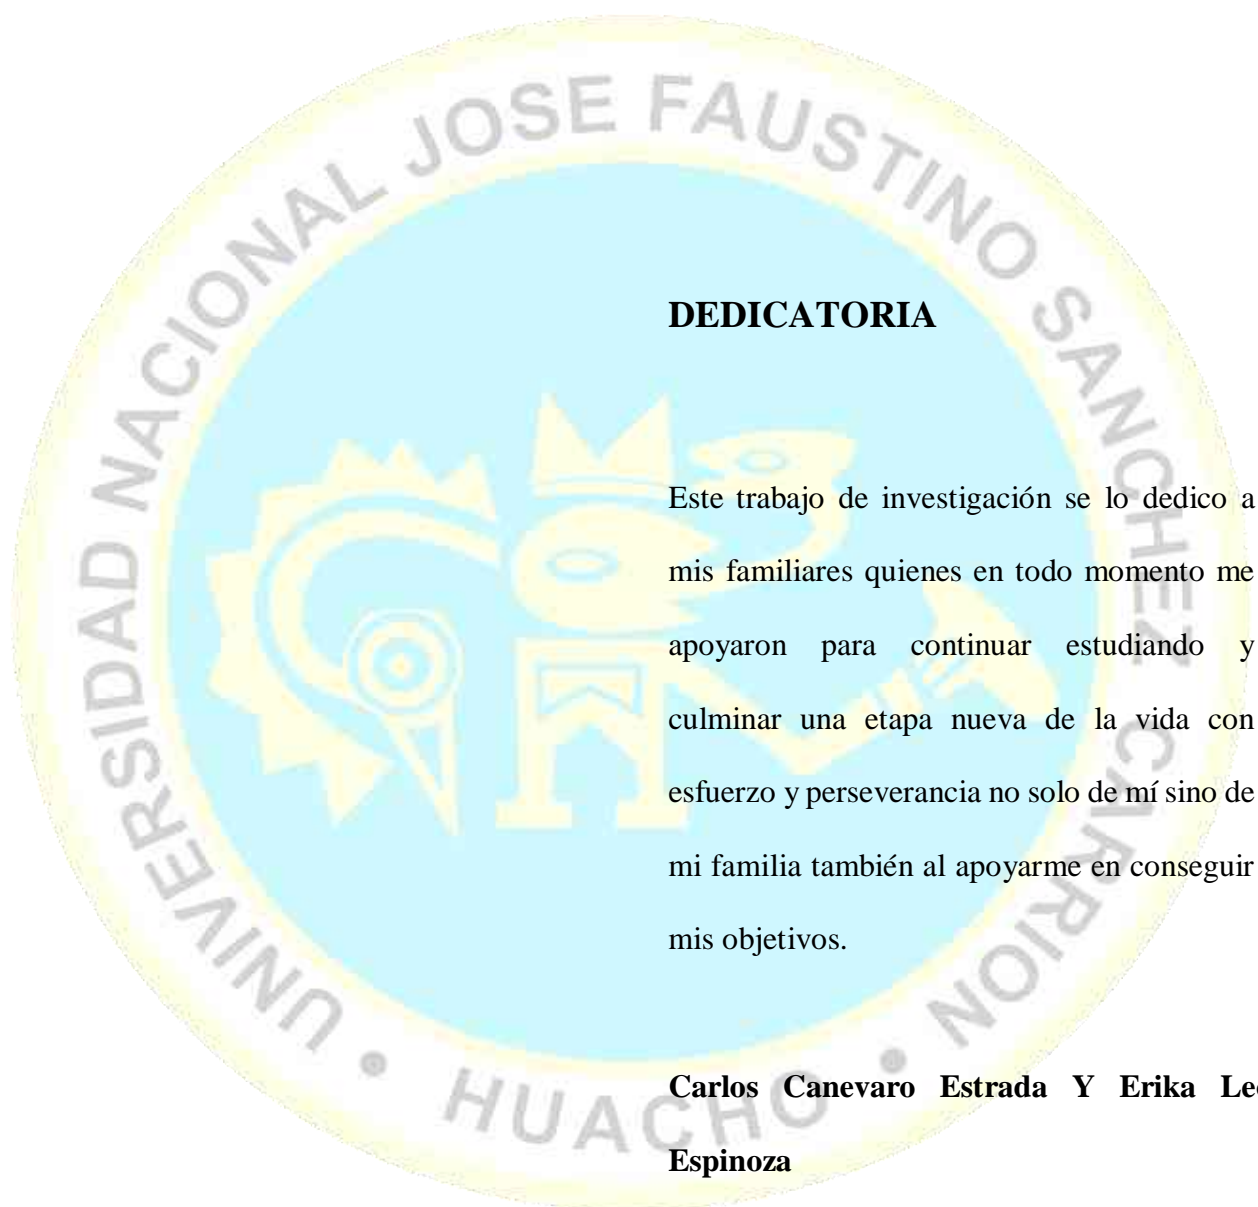 UNIVERSIDAD NACIONAL JOSE FAUSTINO SANCHEZ CARRION
• HUACHO •
DEDICATORIA
Este trabajo de investigación se lo dedico a
mis familiares quienes en todo momento me
apoyaron para continuar estudiando y
culminar una etapa nueva de la vida con
esfuerzo y perseverancia no solo de mí sino de
mi familia también al apoyarme en conseguir
mis objetivos.
Carlos Canevaro Estrada Y Erika
Espinoza